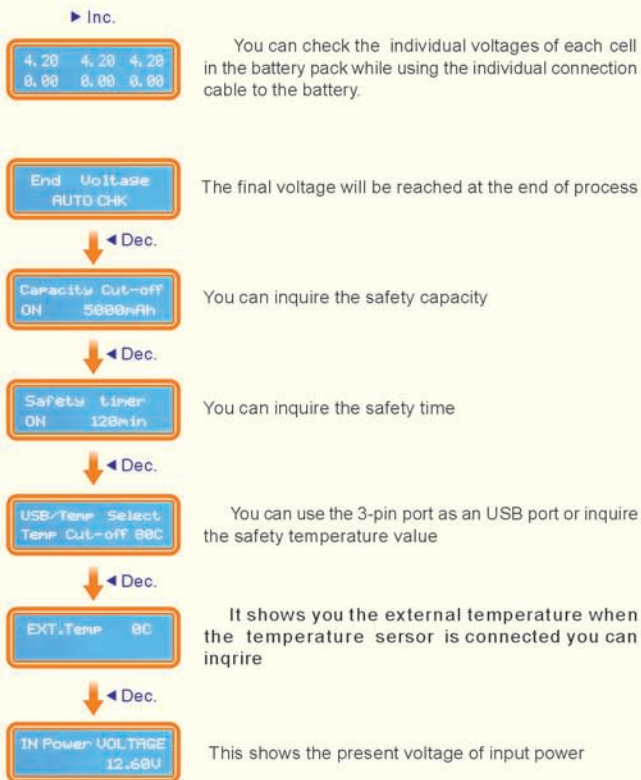 ► Inc.
4.20 4.20 4.20
0.00 0.00 0.00
You can check the individual voltages of each cell
in the battery pack while using the individual connection
cable to the battery.
End Voltage
AUTO CHK
The final voltage will be reached at the end of process
◄ Dec.
Capacity Cut-off
ON 5000mAh
You can inquire the safety capacity
◄ Dec.
Safety timer
ON 120min
You can inquire the safety time
◄ Dec.
USB/Temp Select
Temp Cut-off 80C
You can use the 3-pin port as an USB port or inquire
the safety temperature value
◄ Dec.
EXT.Temp 0C
It shows you the external temperature when
the temperature sersor is connected you can
inqrire
◄ Dec.
IN Power VOLTAGE
12.60V
This shows the present voltage of input power